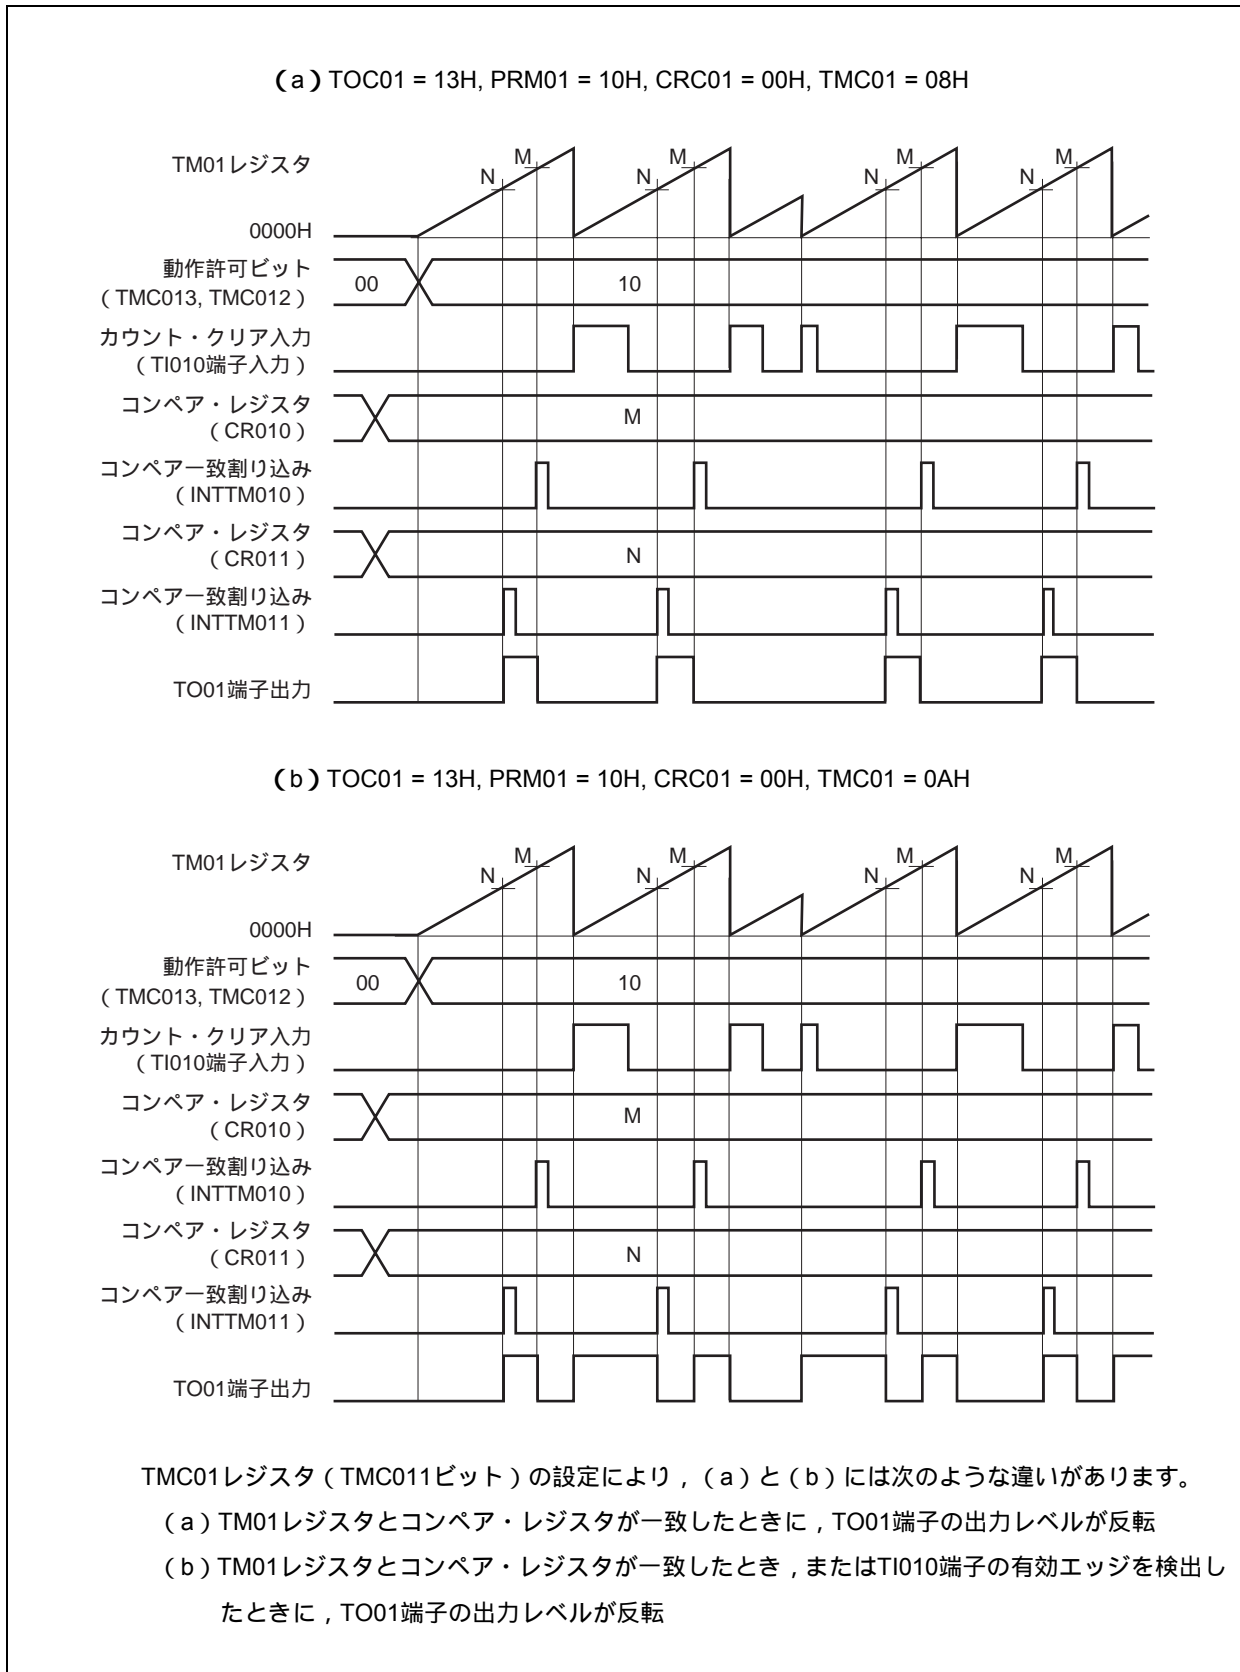 （a）TOC01 = 13H, PRM01 = 10H, CRC01 = 00H, TMC01 = 08H
TM01レジスタ
N
M
N
M
N
M
N
M
0000H
動作許可ビット
（TMC013, TMC012）
00
10
カウント・クリア入力
（TI010端子入力）
コンペア・レジスタ
（CR010）
M
コンペア一致割り込み
（INTTM010）
コンペア・レジスタ
（CR011）
N
コンペア一致割り込み
（INTTM011）
TO01端子出力
（b）TOC01 = 13H, PRM01 = 10H, CRC01 = 00H, TMC01 = 0AH
TM01レジスタ
N
M
N
M
N
M
N
M
0000H
動作許可ビット
（TMC013, TMC012）
00
10
カウント・クリア入力
（TI010端子入力）
コンペア・レジスタ
（CR010）
M
コンペア一致割り込み
（INTTM010）
コンペア・レジスタ
（CR011）
N
コンペア一致割り込み
（INTTM011）
TO01端子出力
TMC01レジスタ（TMC011ビット）の設定により，（a）と（b）には次のような違いがあります。
（a）TM01レジスタとコンペア・レジスタが一致したときに，TO01端子の出力レベルが反転
（b）TM01レジスタとコンペア・レジスタが一致したとき，またはTI010端子の有効エッジを検出し
たときに，TO01端子の出力レベルが反転